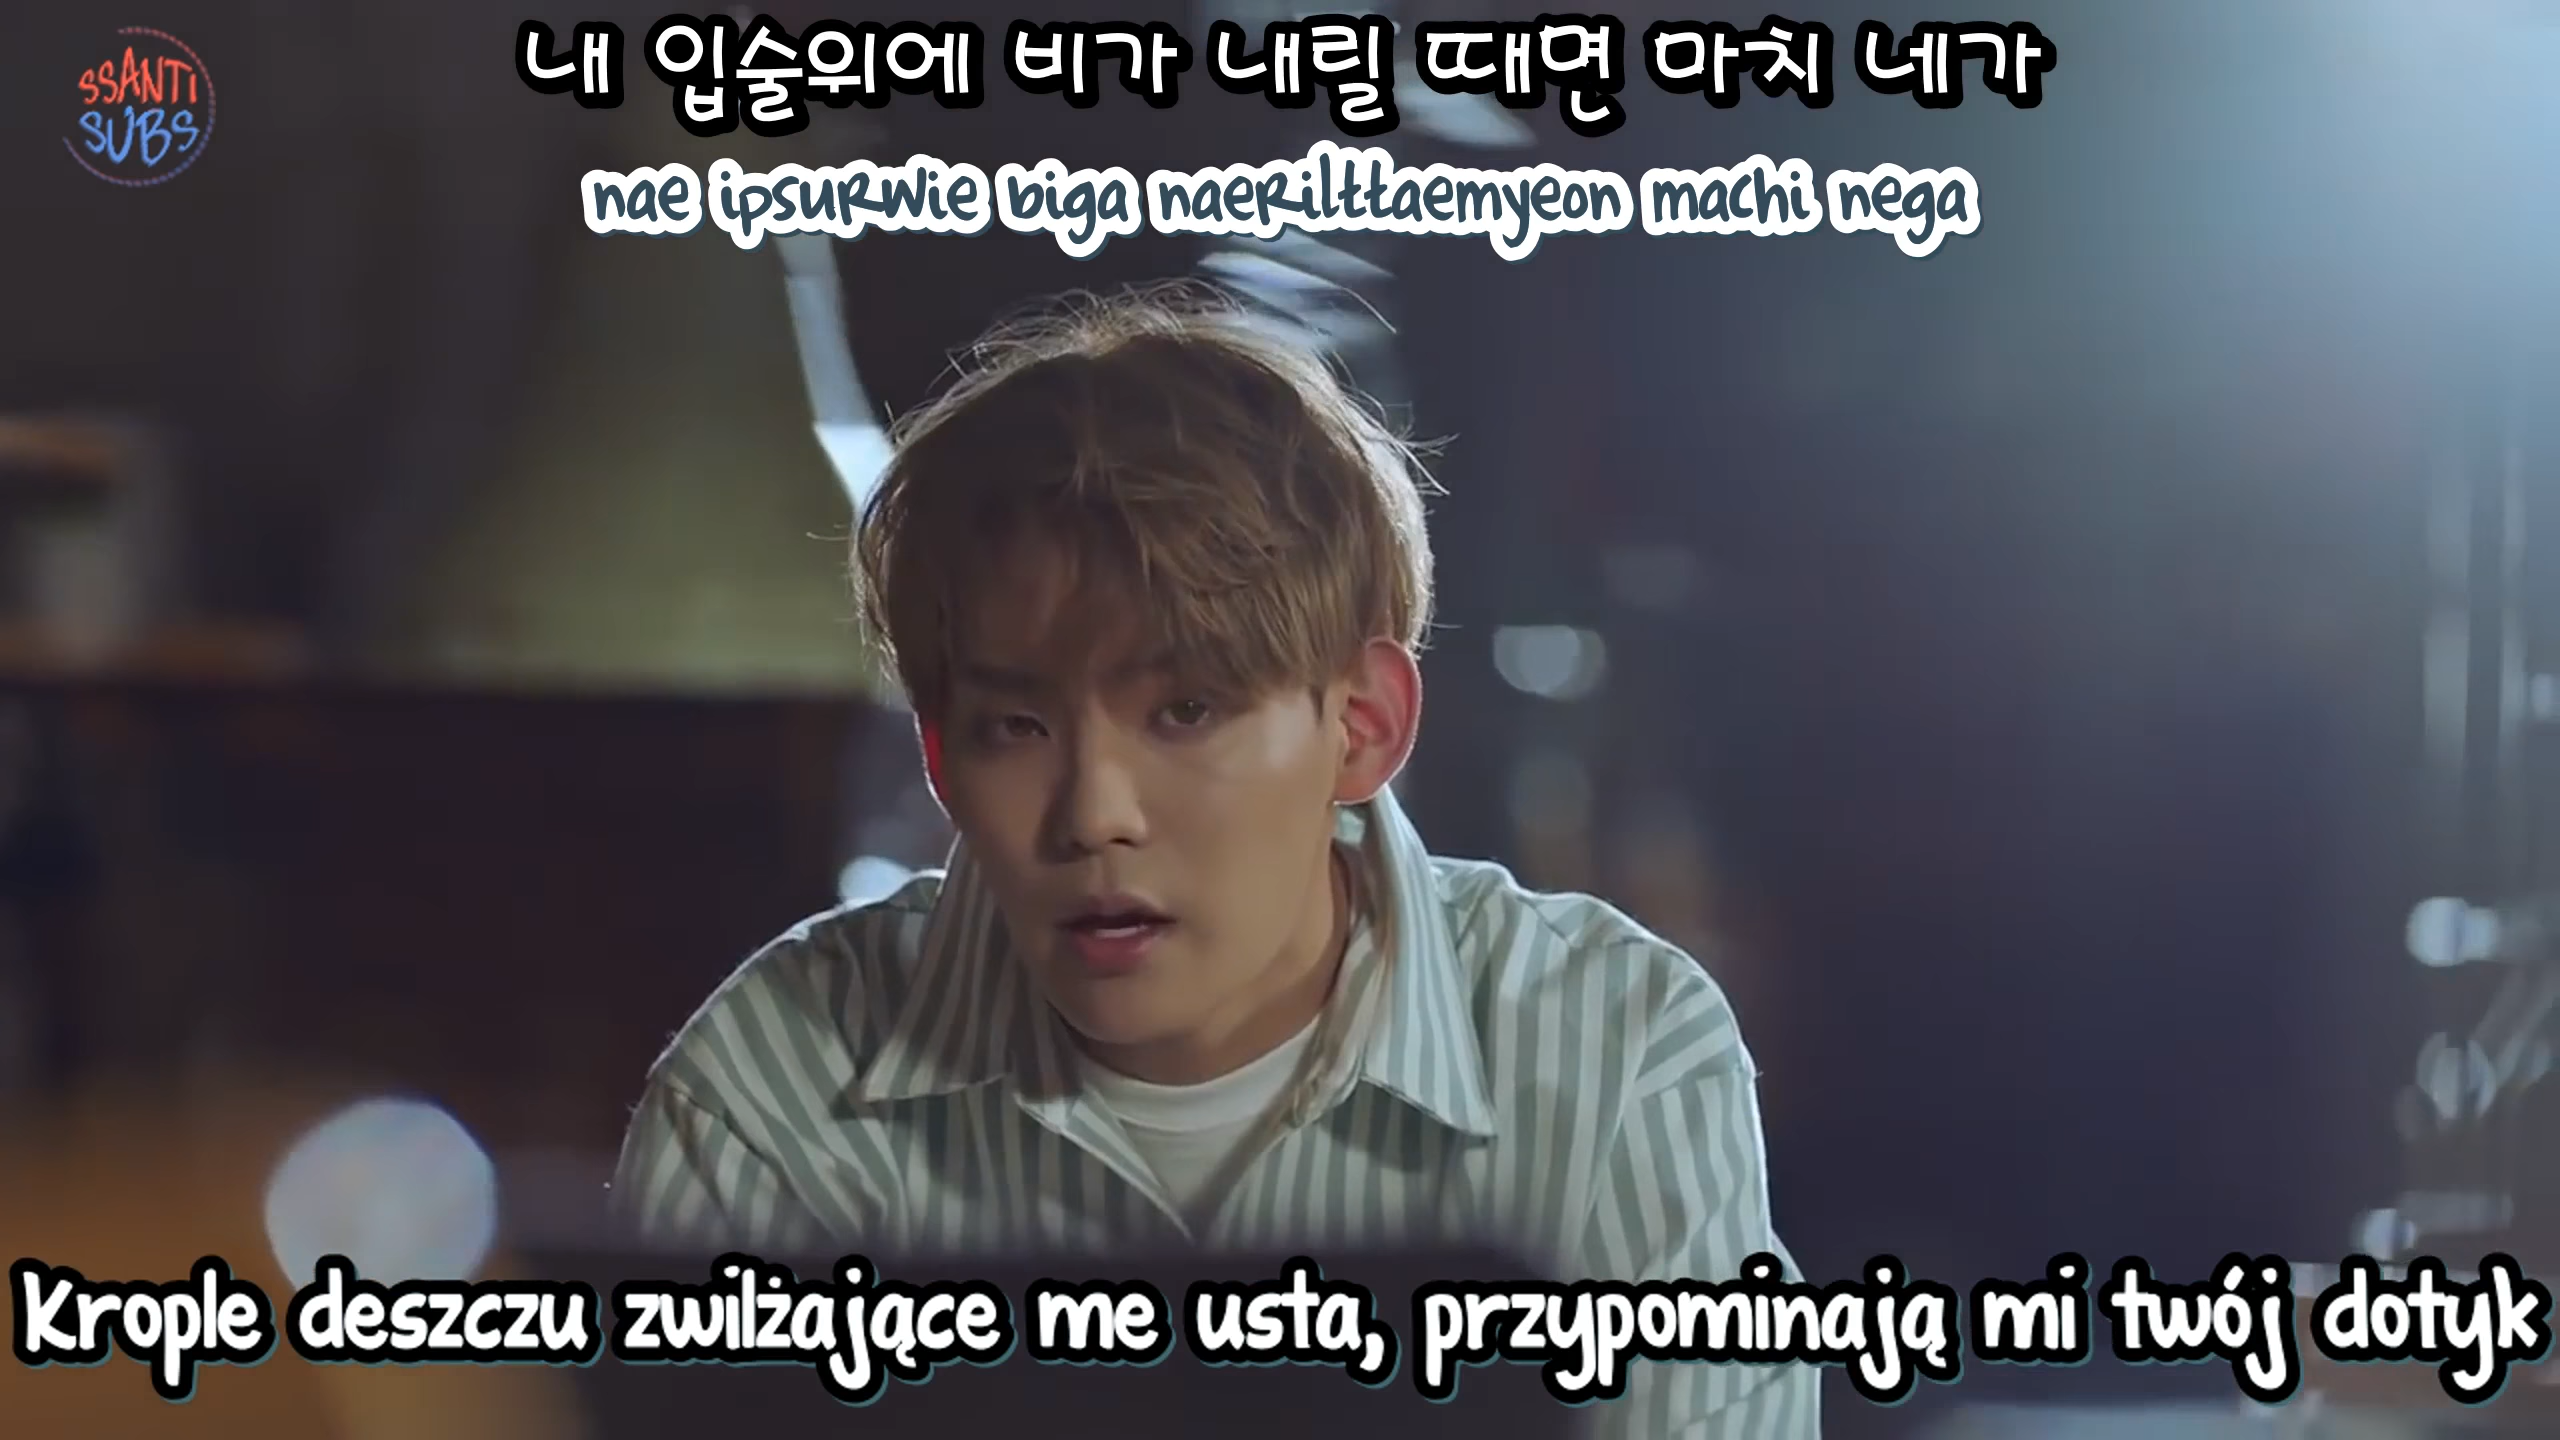 SSANTI
SUBS
내 입술위에 비가 내릴 때면 마치 네가
nae ipsurwie biga naerilttaemyeon machi nega
Krople deszczu zwilżające me usta, przypominają mi twój dotyk